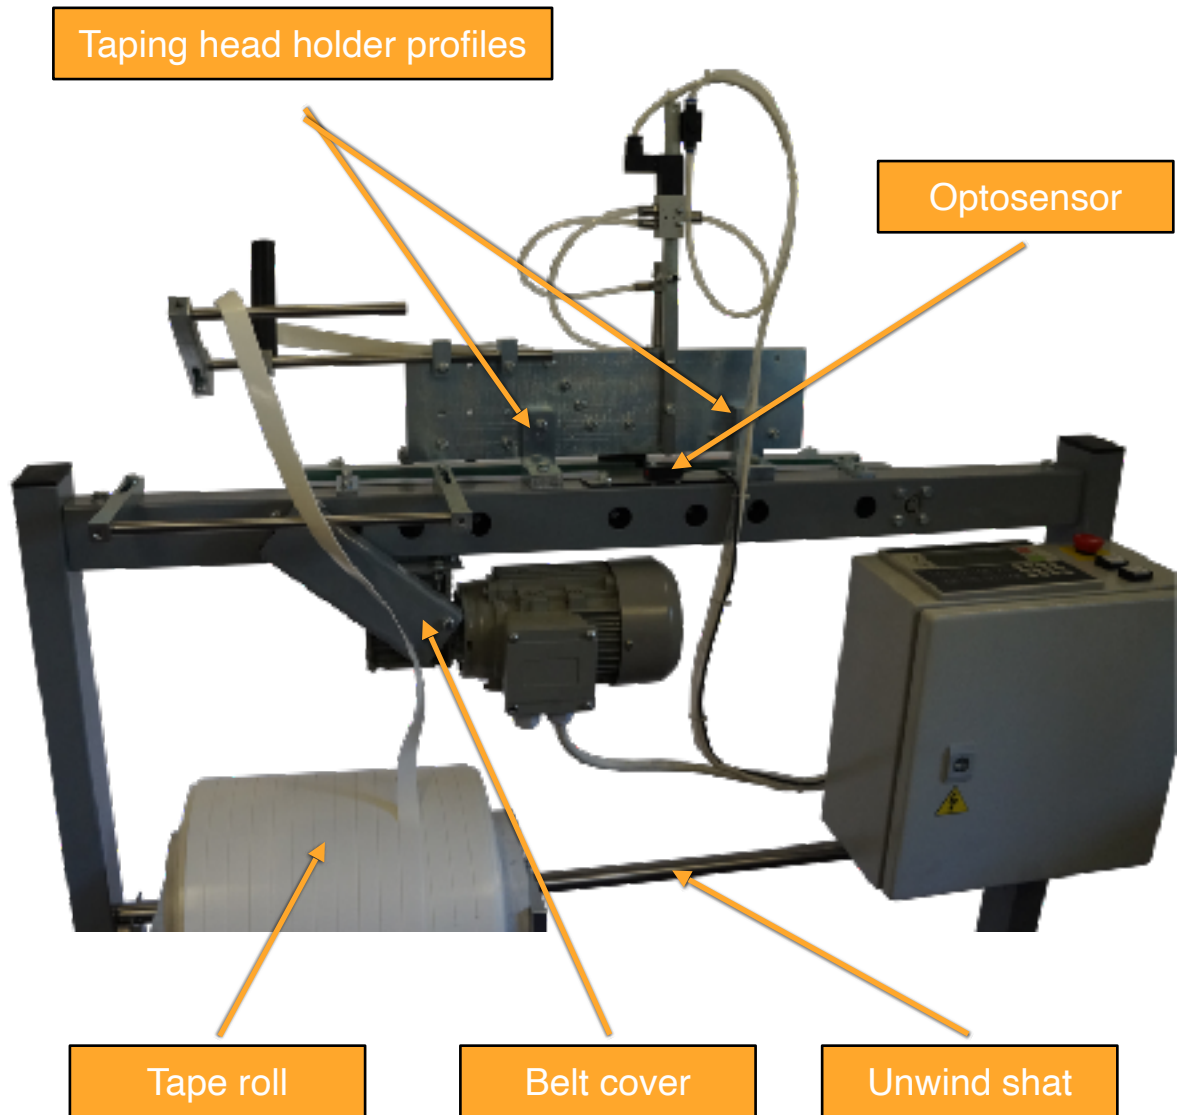 Taping head holder profiles
Optosensor
Tape roll
Belt cover
Unwind shat